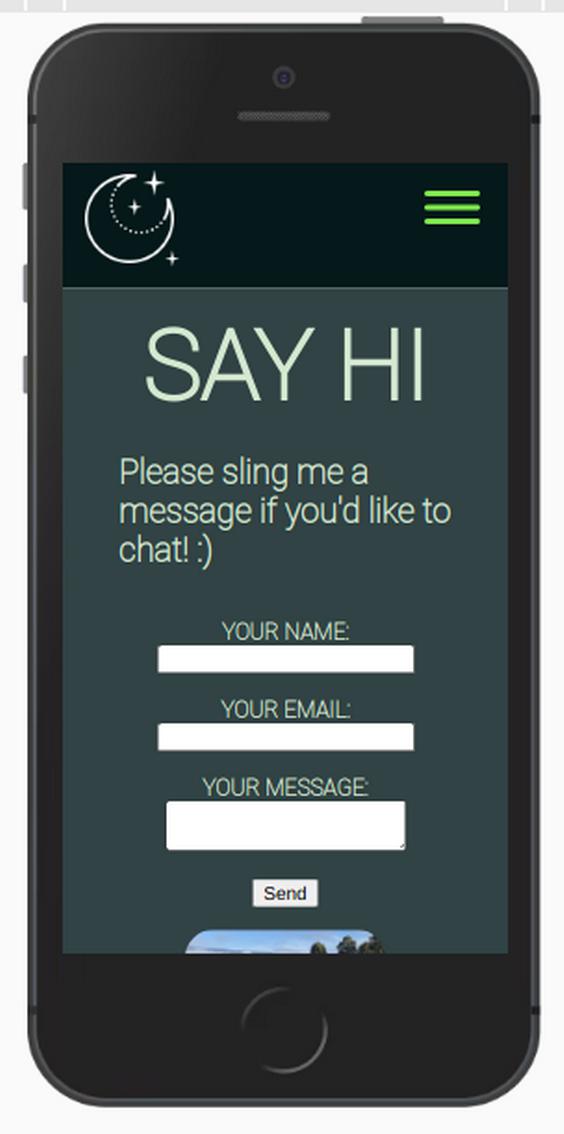 SAY HI
Please sling me a
message if you'd like to
chat! :)
YOUR NAME:
YOUR EMAIL:
YOUR MESSAGE:
Send